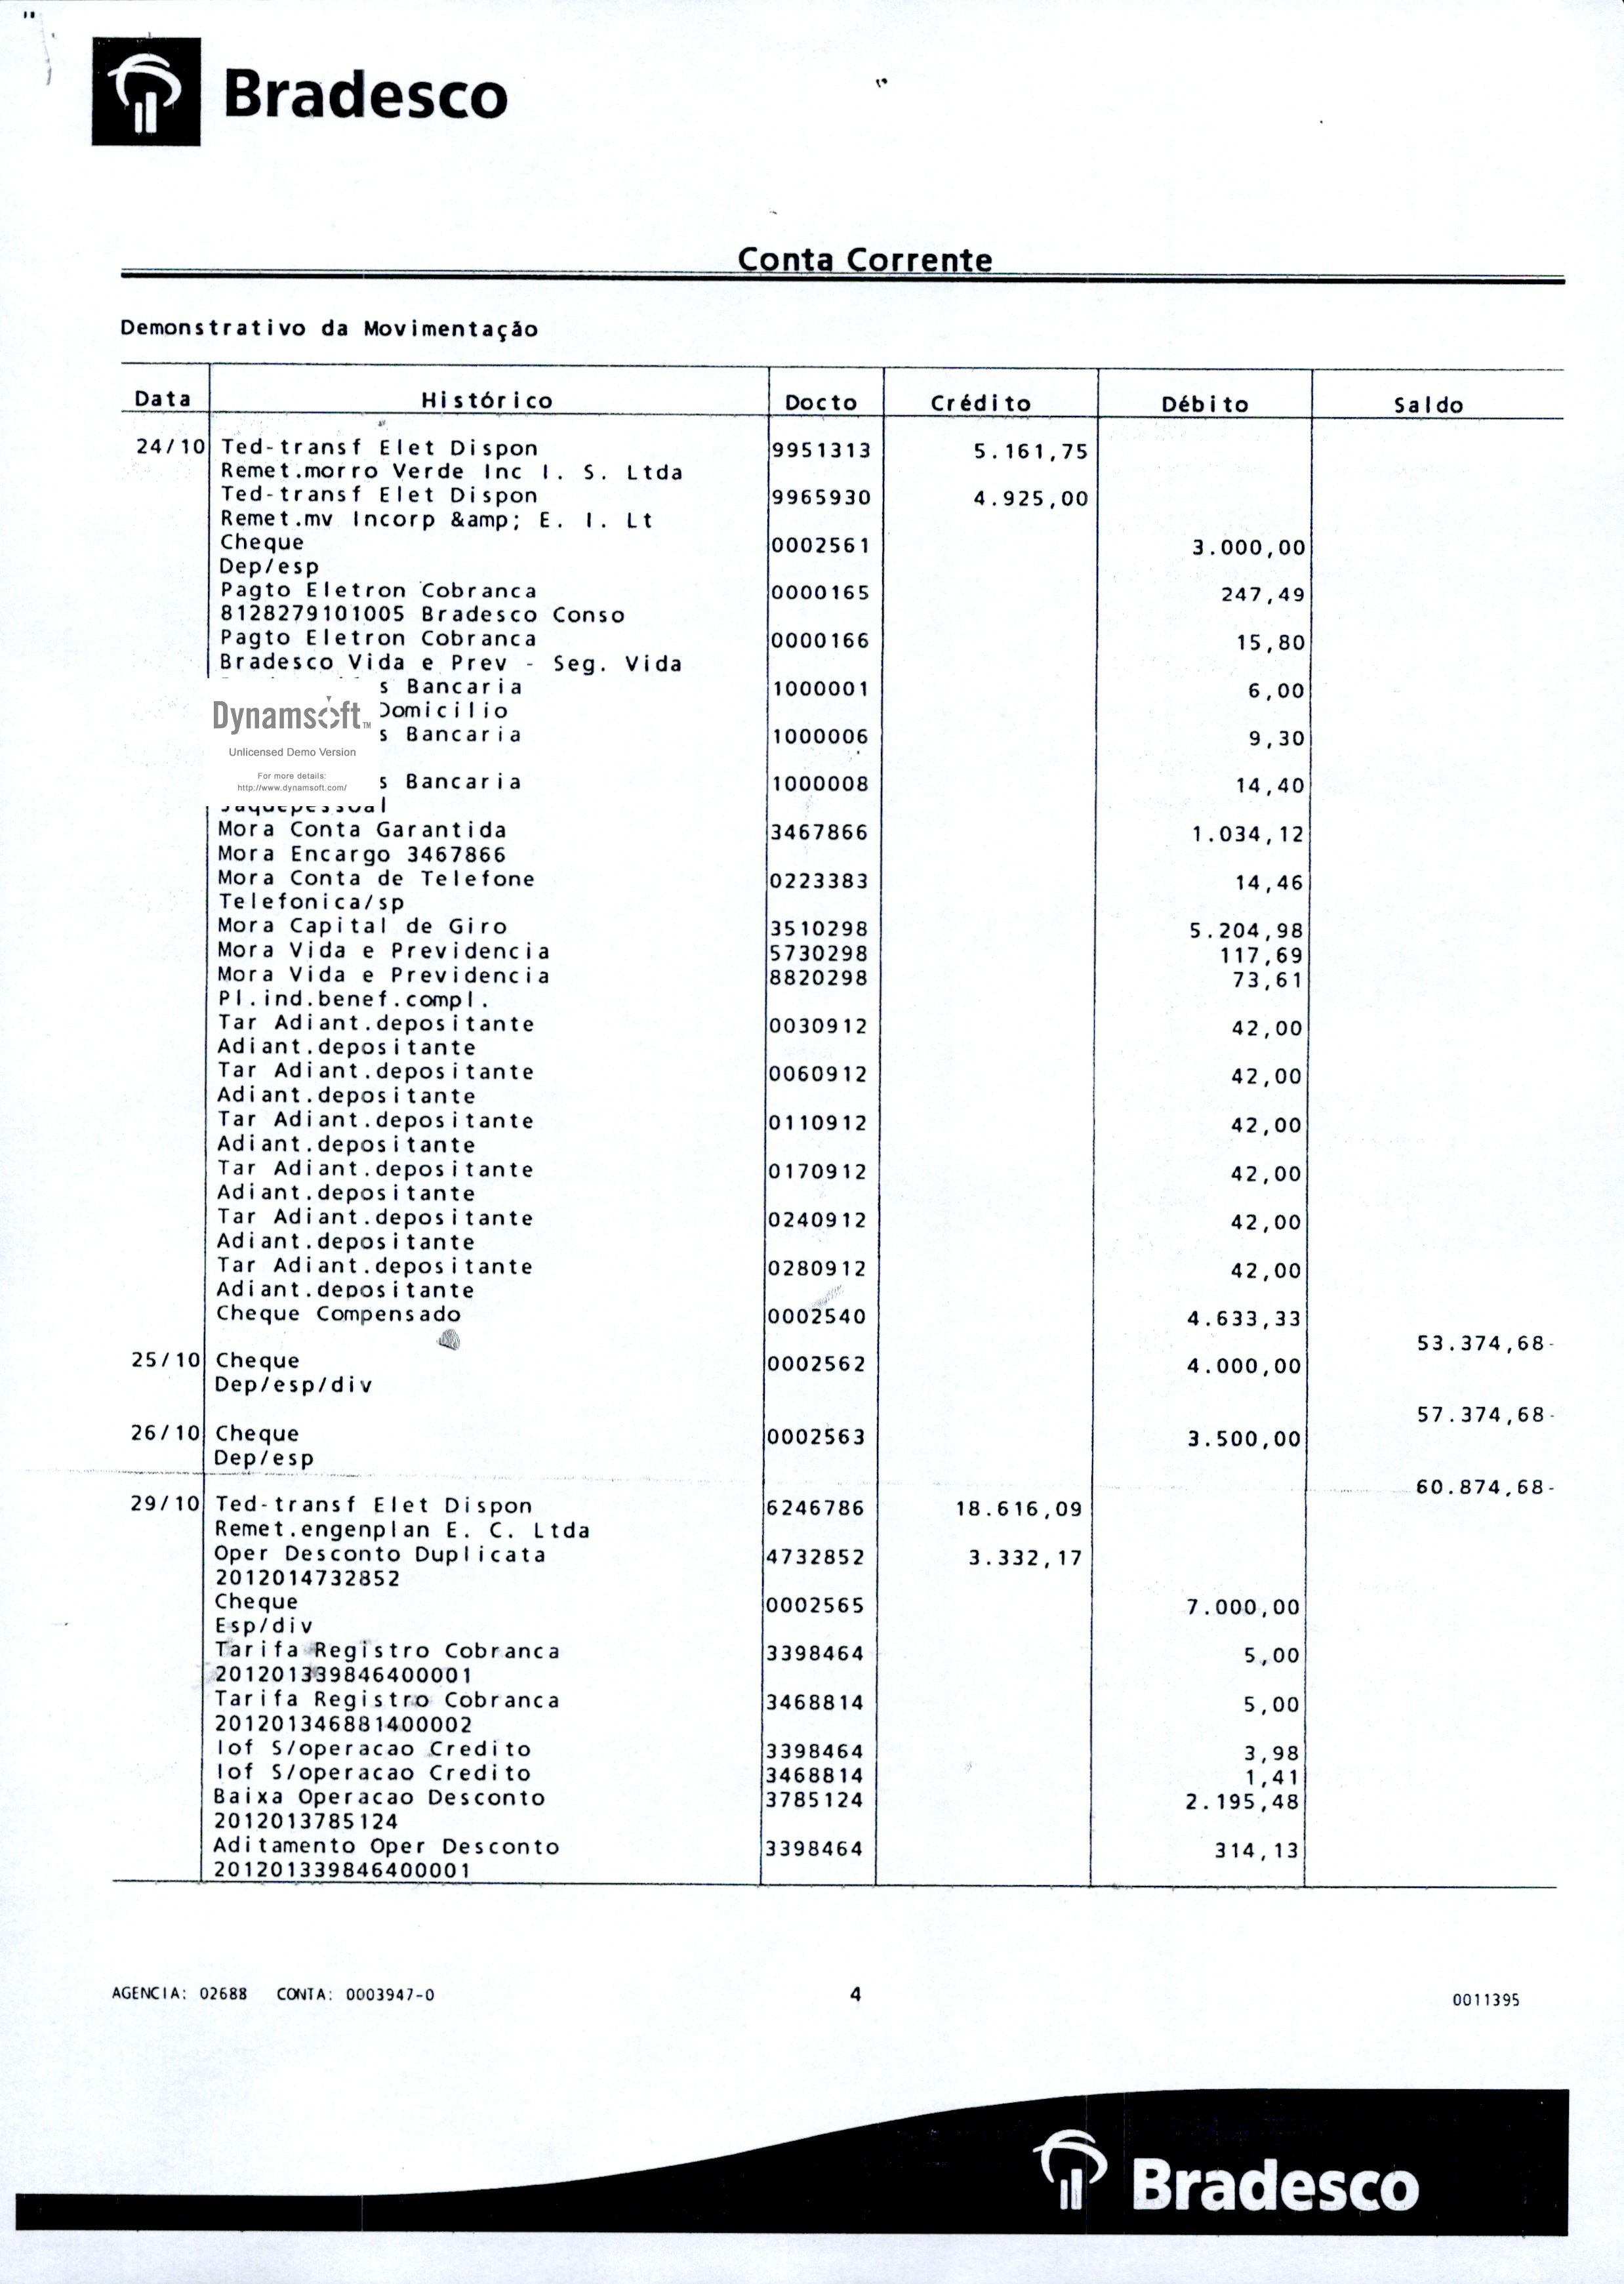 Bradesco
Conta Corrente
Demonstrativo da Movimentação
Data Histórico Docto Crédito Débito Saldo
24/10 Ted-transf Elet Dispon 9951313 5.161,75
Remet.morro Verde Inc I. S. Ltda
Ted-transf Elet Dispon 9965930 4.925,00
Remet.mv Incorp &amp; E. I. Lt
Cheque 0002561 3.000,00
Dep/esp
Pagto Eletron Cobranca 0000165 247,49
8128279101005 Bradesco Conso
Pagto Eletron Cobranca 0000166 15,80
Bradesco Vida e Prev - Seg. Vida
s Bancaria 1000001 6,00
Dynamsoft TM Domicilio
s Bancaria 1000006 9,30
Unlicensed Demo Version
For more details:
s Bancaria 1000008 14,40
http://www.dynamsoft.com/
Mora Conta Garantida 3467866 1.034,12
Mora Encargo 3467866
Mora Conta de Telefone 0223383 14,46
Telefonica/sp
Mora Capital de Giro 3510298 5.204,98
Mora Vida e Previdencia 5730298 117,69
Mora Vida e Previdencia 8820298 73,61
Pl.ind.benef.compl.
Tar Adiant.depositante 0030912 42,00
Adiant.depositante
Tar Adiant.depositante 0060912 42,00
Adiant.depositante
Tar Adiant.depositante 0110912 42,00
Adiant.depositante
Tar Adiant.depositante 0170912 42,00
Adiant.depositante
Tar Adiant.depositante 0240912 42,00
Adiant.depositante
Tar Adiant.depositante 0280912 42,00
Adiant.depositante
Cheque Compensado 0002540 4.633,33
53.374,68-
25/10 Cheque 0002562 4.000,00
Dep/esp/div
57.374,68-
26/10 Cheque 0002563 3.500,00
Dep/esp
60.874,68-
29/10 Ted-transf Elet Dispon 6246786 18.616,09
Remet.engenplan E. C. Ltda
Oper Desconto Duplicata 4732852 3.332,17
2012014732852
Cheque 0002565 7.000,00
Esp/div
Tarifa Registro Cobranca 3398464 5,00
201201339846400001
Tarifa Registro Cobranca 3468814 5,00
201201346881400002
Iof S/operacao Credito 3398464 3,98
Iof S/operacao Credito 3468814 1,41
Baixa Operacao Desconto 3785124 2.195,48
2012013785124
Aditamento Oper Desconto 3398464 314,13
201201339846400001
AGENCIA: 02688 CONTA: 0003947-0 4 0011395
Bradesco